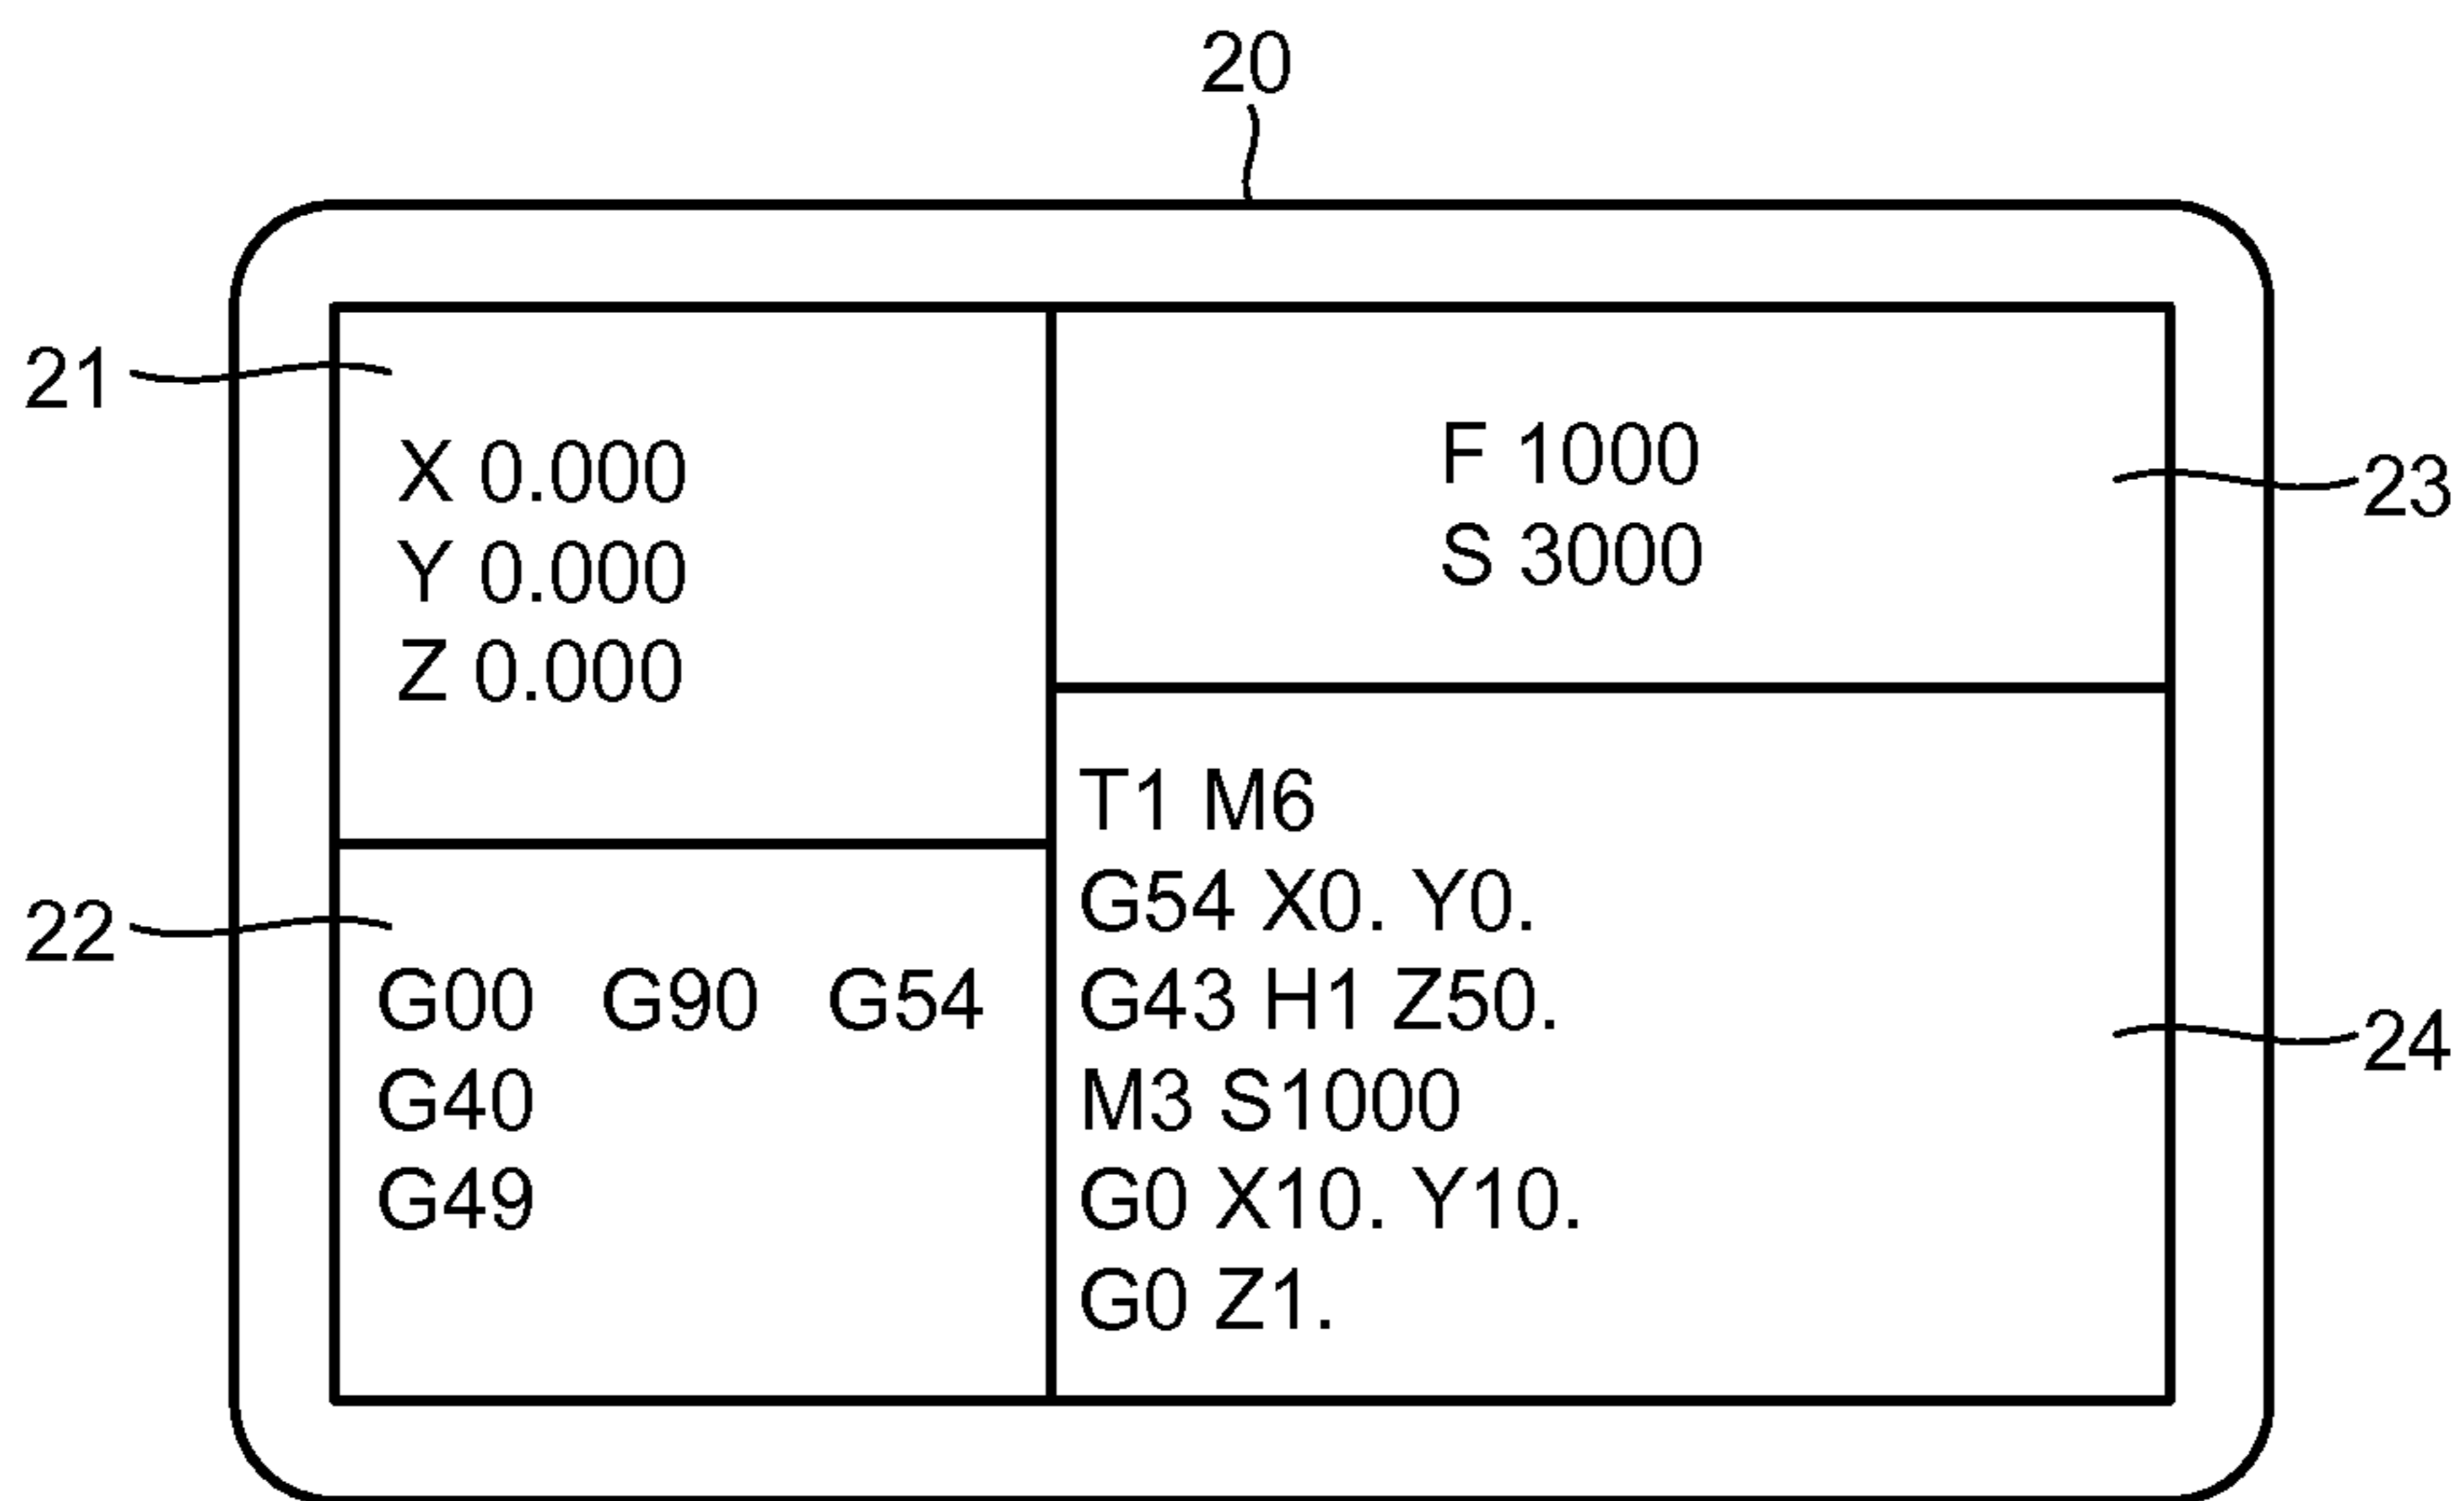 20
21
X 0.000
Y 0.000
Z 0.000
F 1000
S 3000
23
22
G00 G90 G54
G40
G49
T1 M6
G54 X0. Y0.
G43 H1 Z50.
M3 S1000
G0 X10. Y10.
G0 Z1.
24